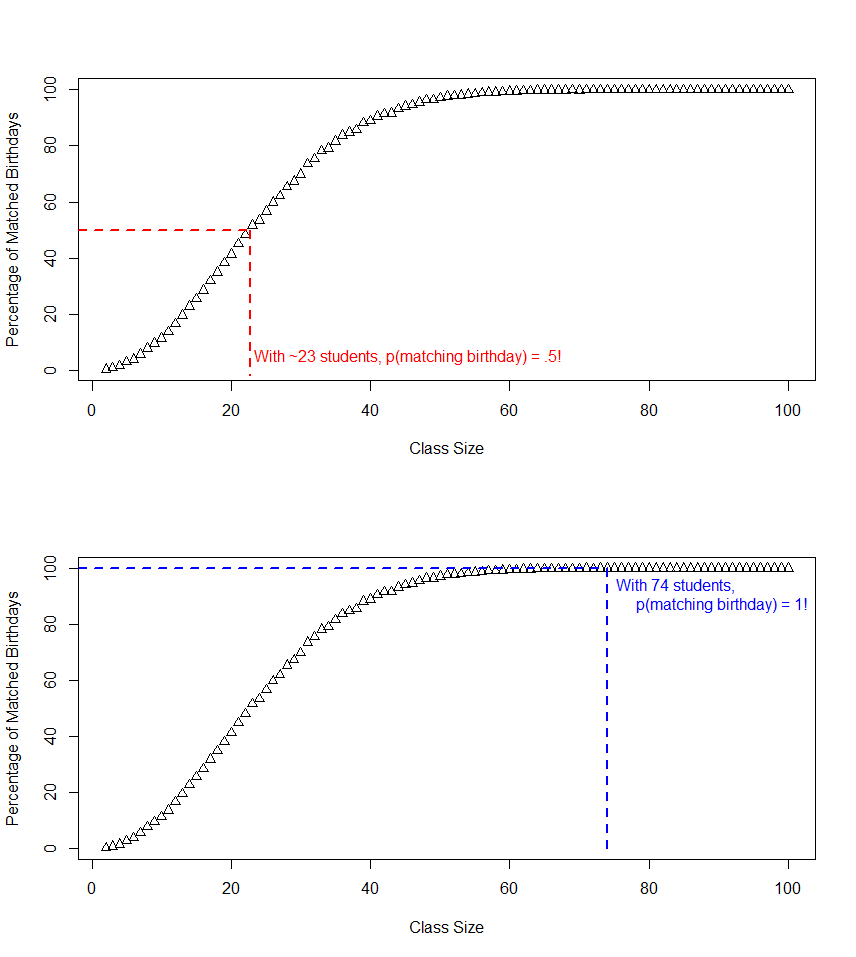 Percentage of Matched Birthdays
100
80
60
40
20
0
With ~23 students, p(matching birthday) = .5!
0 20 40 60 80 100
Class Size
Percentage of Matched Birthdays
100
80
60
40
20
0
With 74 students,
p(matching birthday) = 1!
0 20 40 60 80 100
Class Size